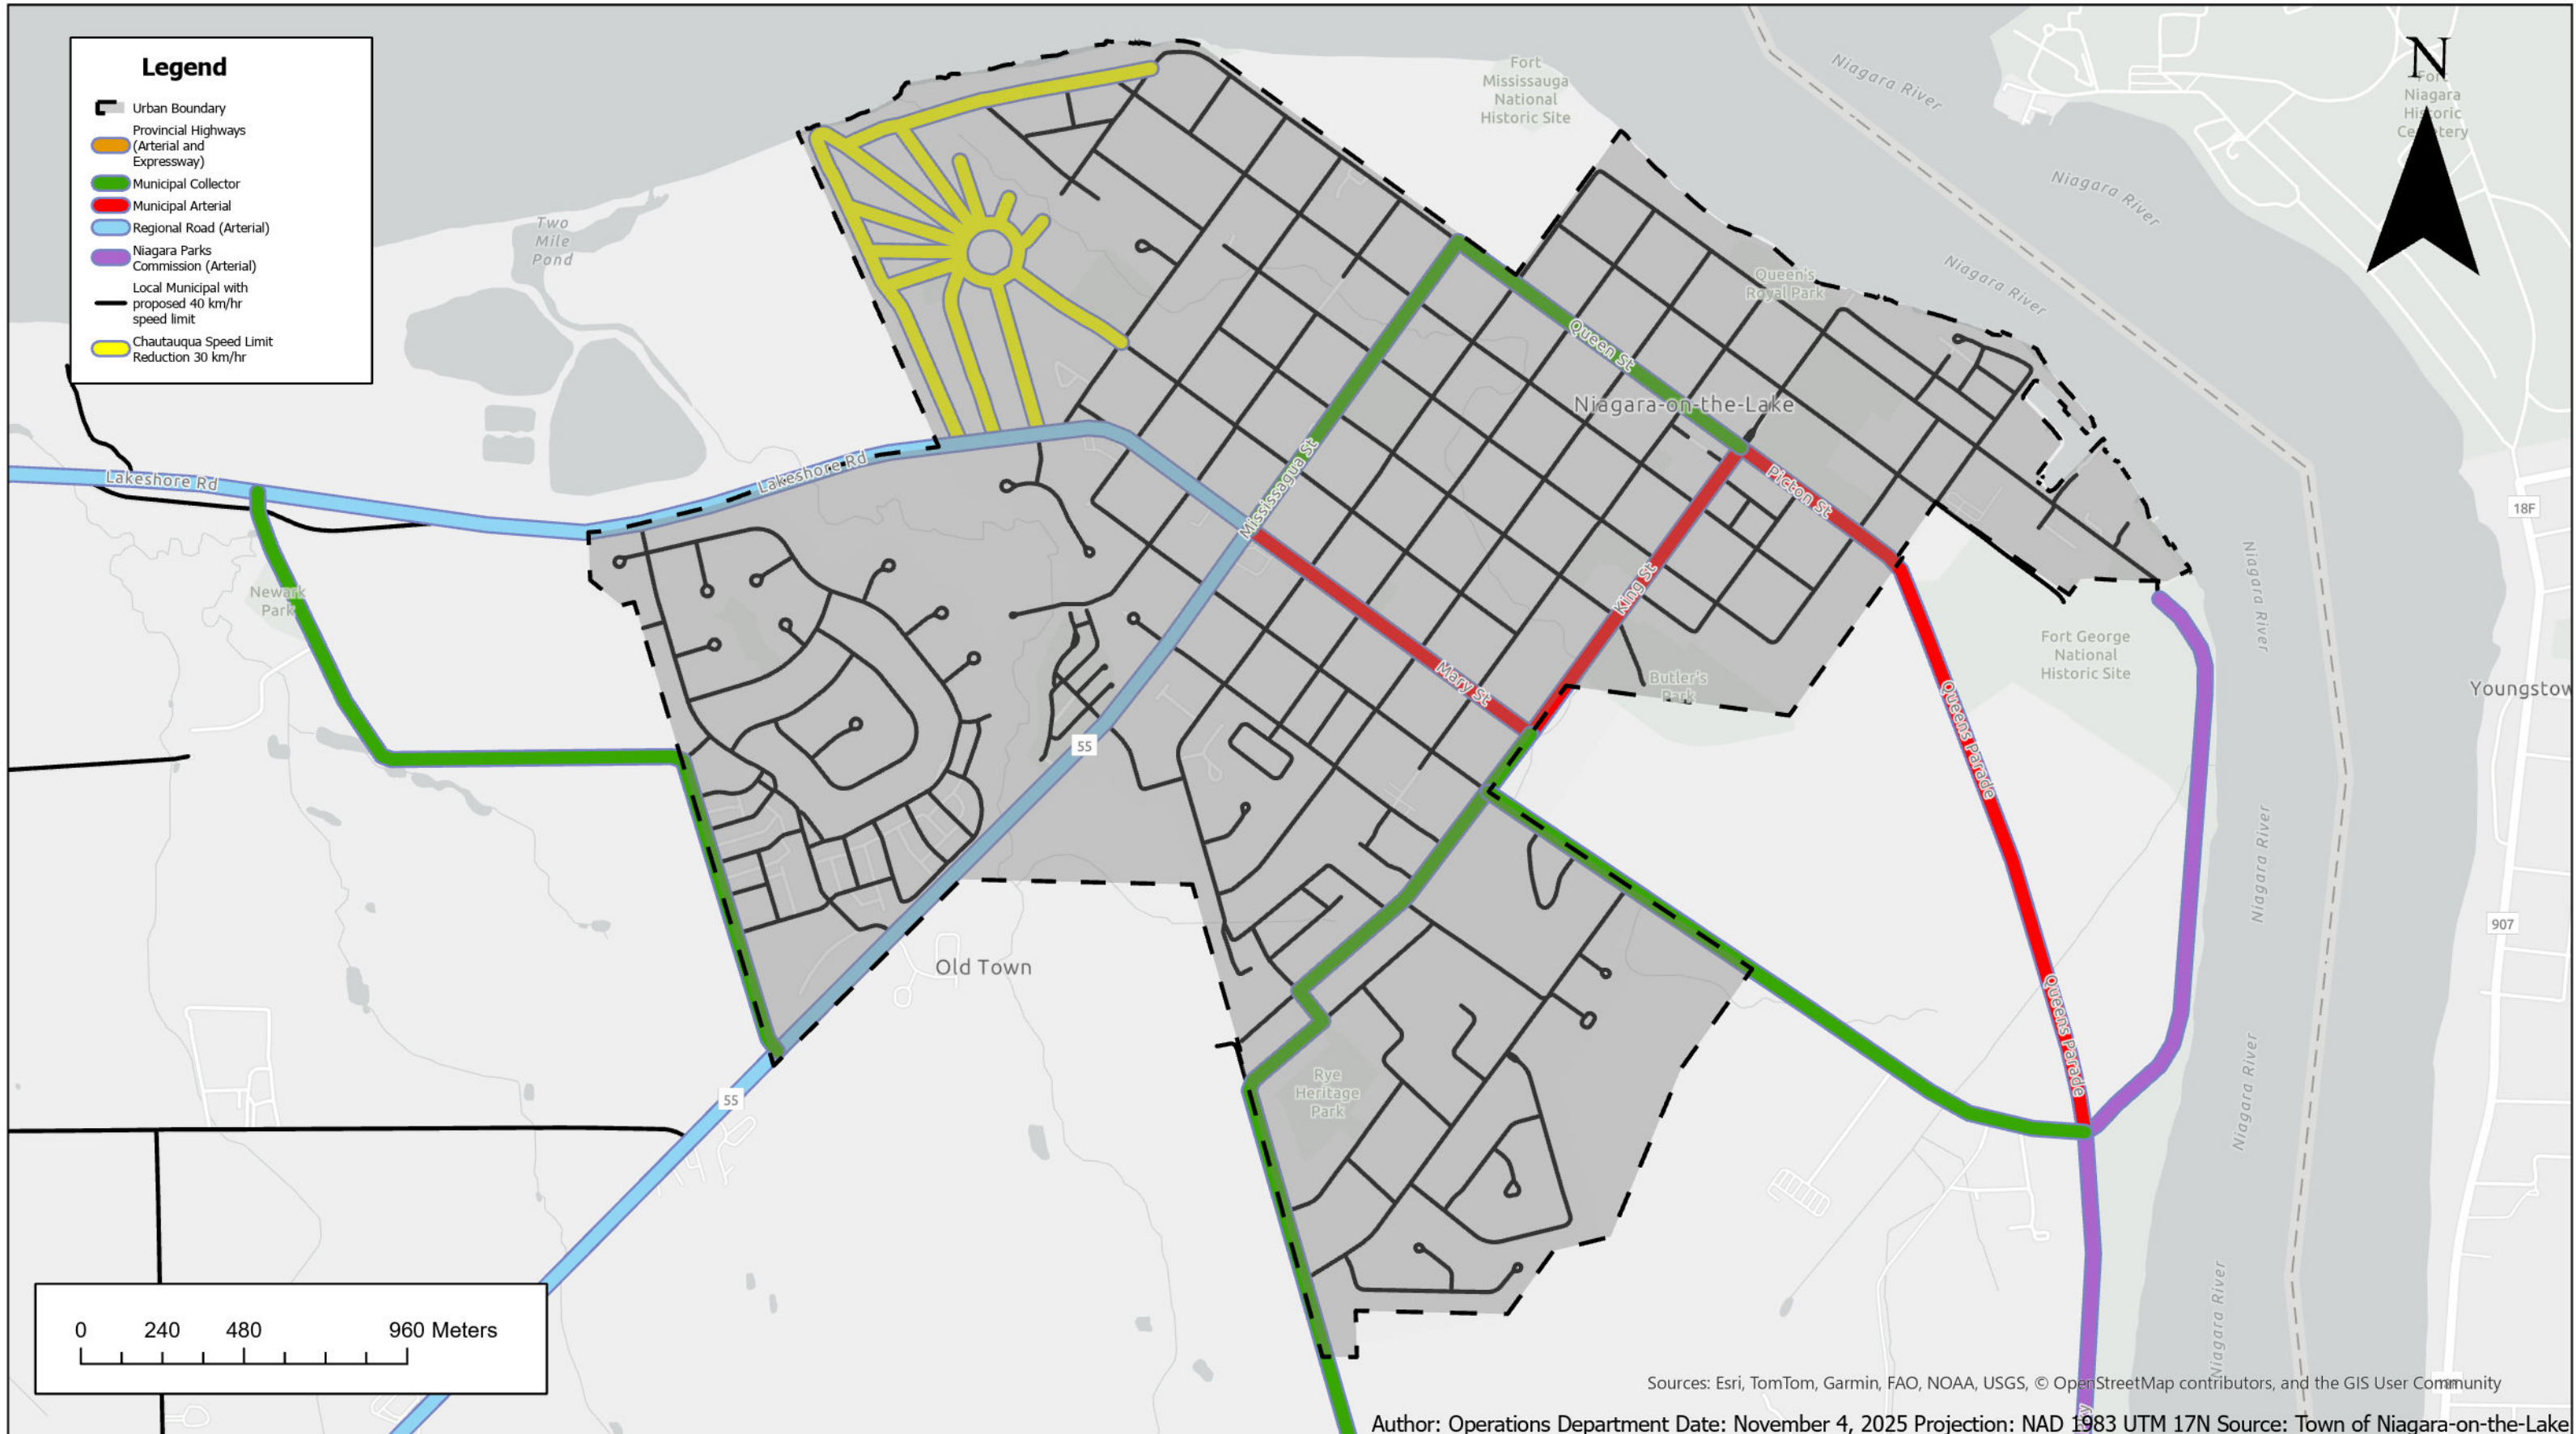 Legend
Urban Boundary
Provincial Highways
(Arterial and
Expressway)
Municipal Collector
Municipal Arterial
Regional Road (Arterial)
Niagara Parks
Commission (Arterial)
Local Municipal with
proposed 40 km/hr
speed limit
Chautauqua Speed Limit
Reduction 30 km/hr
N
Fort
Niagara
Historic
Cemetery
Fort
Mississauga
National
Historic Site
Niagara River
Niagara River
Niagara River
Two
Mile
Pond
Queen's
Royal Park
Queen St
Niagara-on-the-Lake
Lakeshore Rd
Lakeshore Rd
Mississagua St
Picton St
18F
King St
Newark
Park
Niagara River
Fort George
National
Historic Site
Butler's
Park
Mary St
Youngstow
Queens Parade
55
Niagara River
907
Old Town
Queens Parade
Rye
Heritage
Park
55
Niagara River
Niagara River
0
240
480
960 Meters
Sources: Esri, TomTom, Garmin, FAO, NOAA, USGS, © OpenStreetMap contributors, and the GIS User Community
Author: Operations Department Date: November 4, 2025 Projection: NAD 1983 UTM 17N Source: Town of Niagara-on-the-Lake